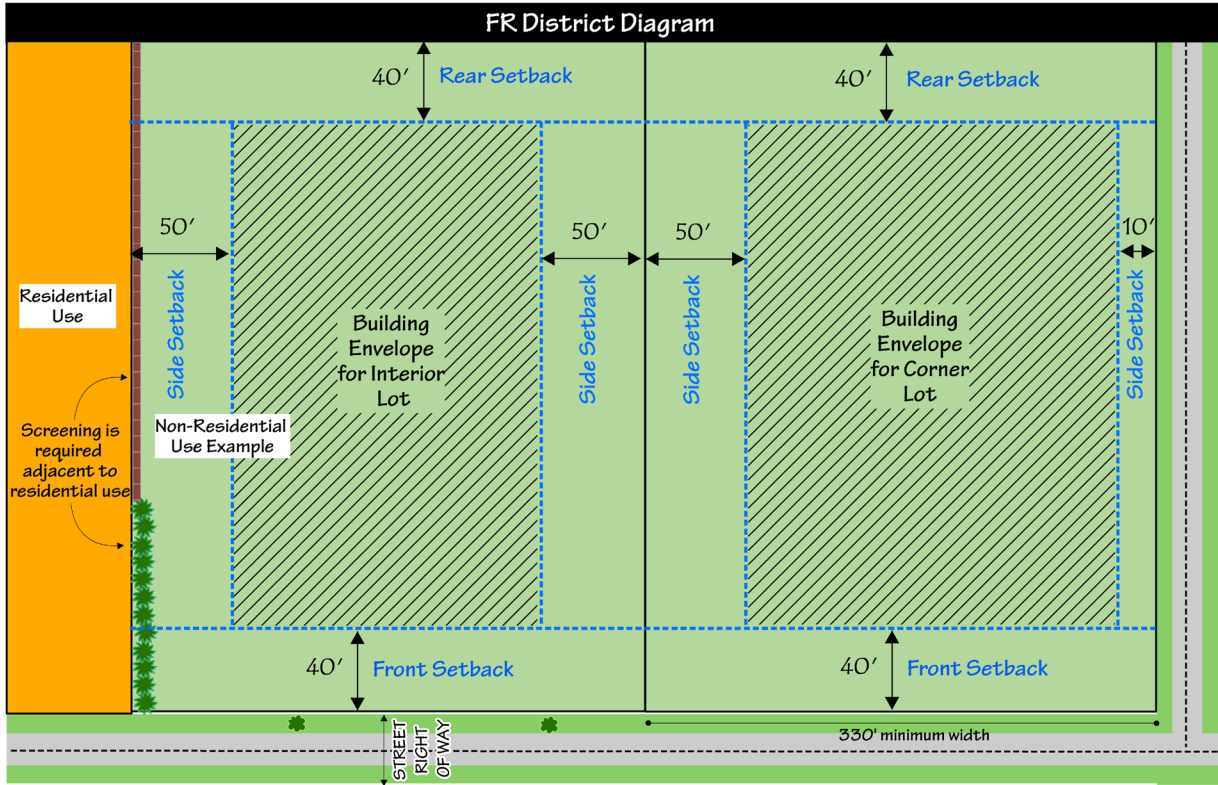 FR District Diagram
40'
Rear Setback
40'
Rear Setback
50'
50'
50'
10'
Side Setback
Side Setback
Side Setback
Side Setback
Residential
Use
Building
Envelope
for Interior
Lot
Building
Envelope
for Corner
Lot
Non-Residential
Use Example
Screening is
required
adjacent to
residential use
40'
Front Setback
40'
Front Setback
STREET
RIGHT
OF WAY
330' minimum width